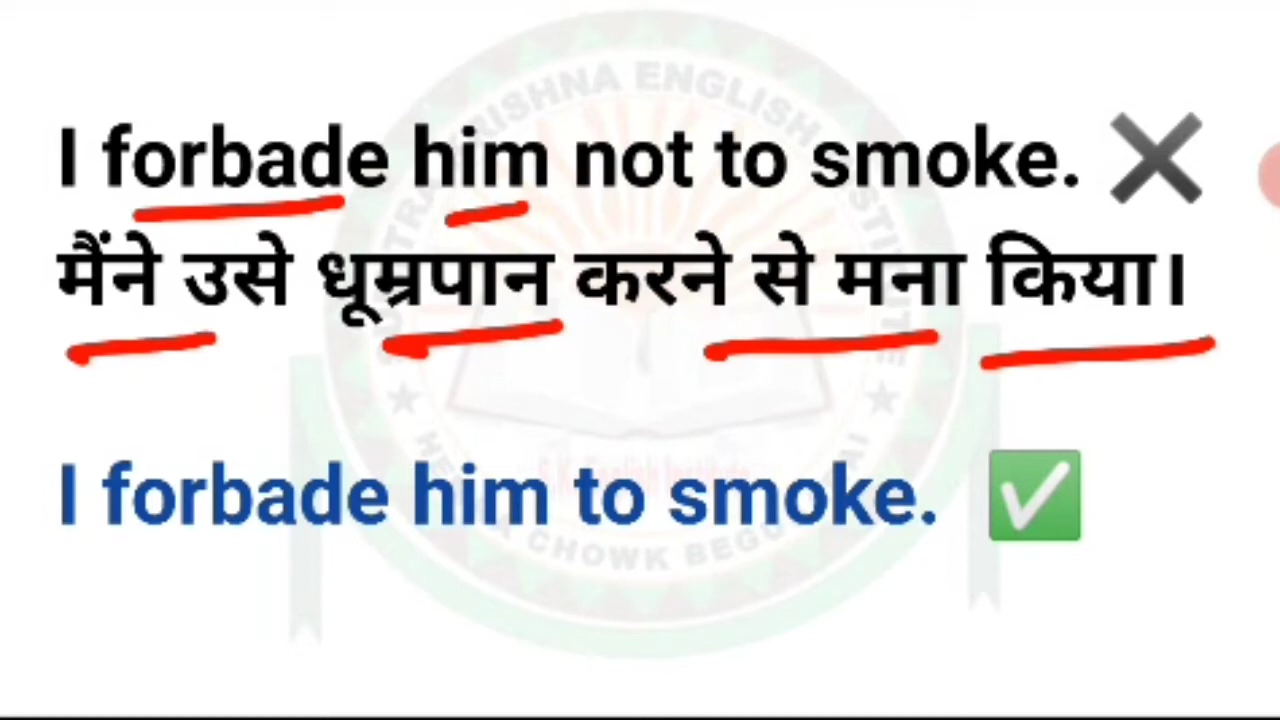 I forbade him not to smoke.
मैंने उसे धूम्रपान करने से मना किया।
I forbade him to smoke.